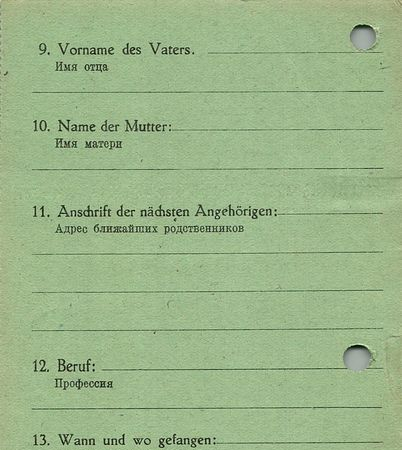 9. Vorname des Vaters.
Имя отца
10. Name der Mutter:
Имя матери
11. Anschrift der nächsten Angehörigen:
Адрес ближайших родственников
12. Beruf:
Профессия
13. Wann und wo gefangen: